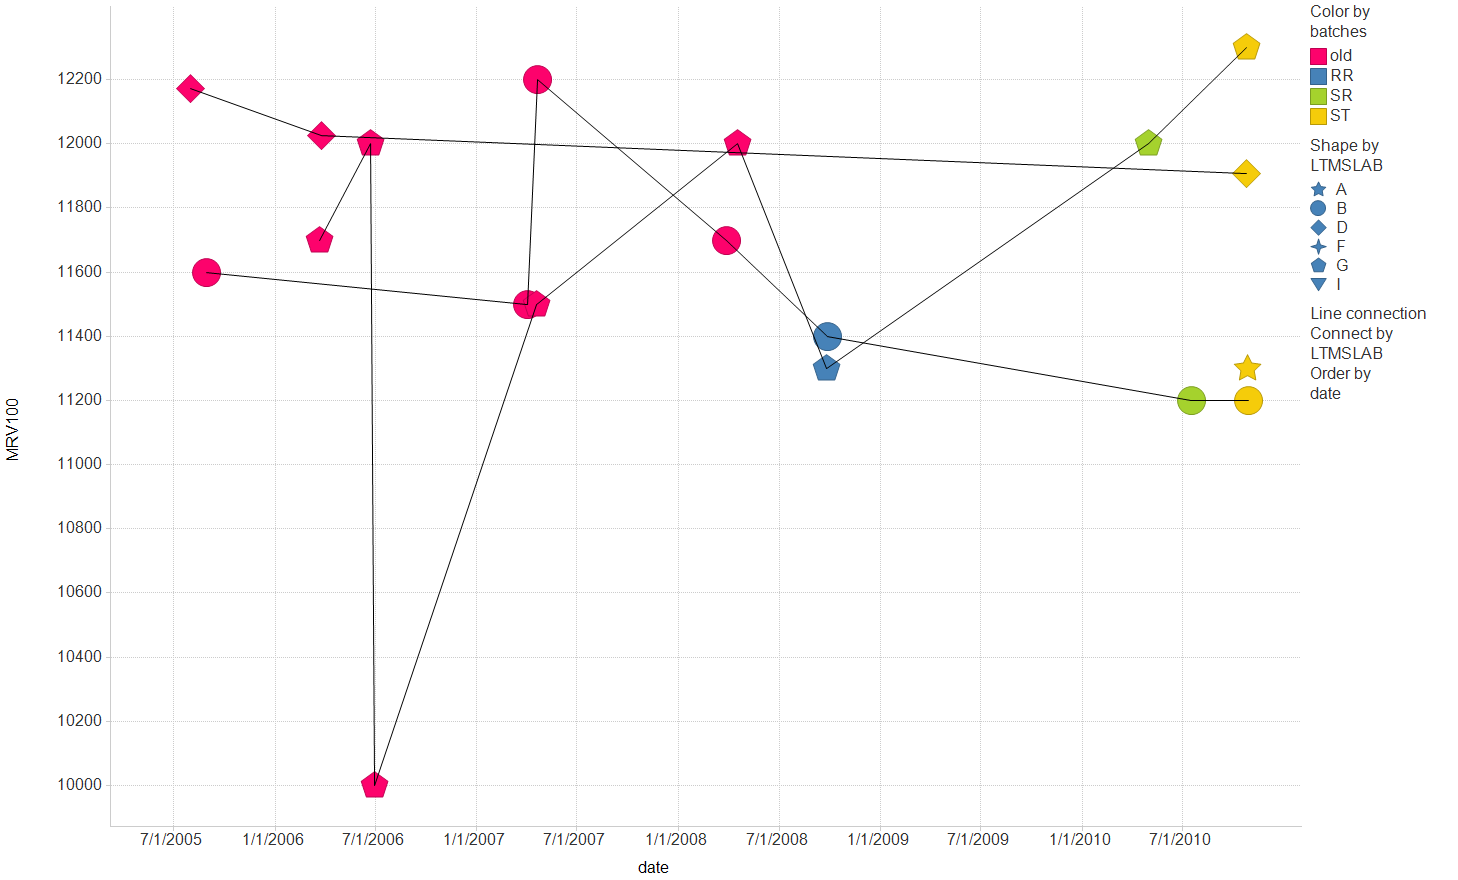 Color by
batches
old
RR
SR
ST
Shape by
LTMSLAB
A
B
D
F
G
I
Line connection
Connect by
LTMSLAB
Order by
date
MRV100
12200
12000
11800
11600
11400
11200
11000
10800
10600
10400
10200
10000
7/1/2005 1/1/2006 7/1/2006 1/1/2007 7/1/2007 1/1/2008 7/1/2008 1/1/2009 7/1/2009 1/1/2010 7/1/2010
date